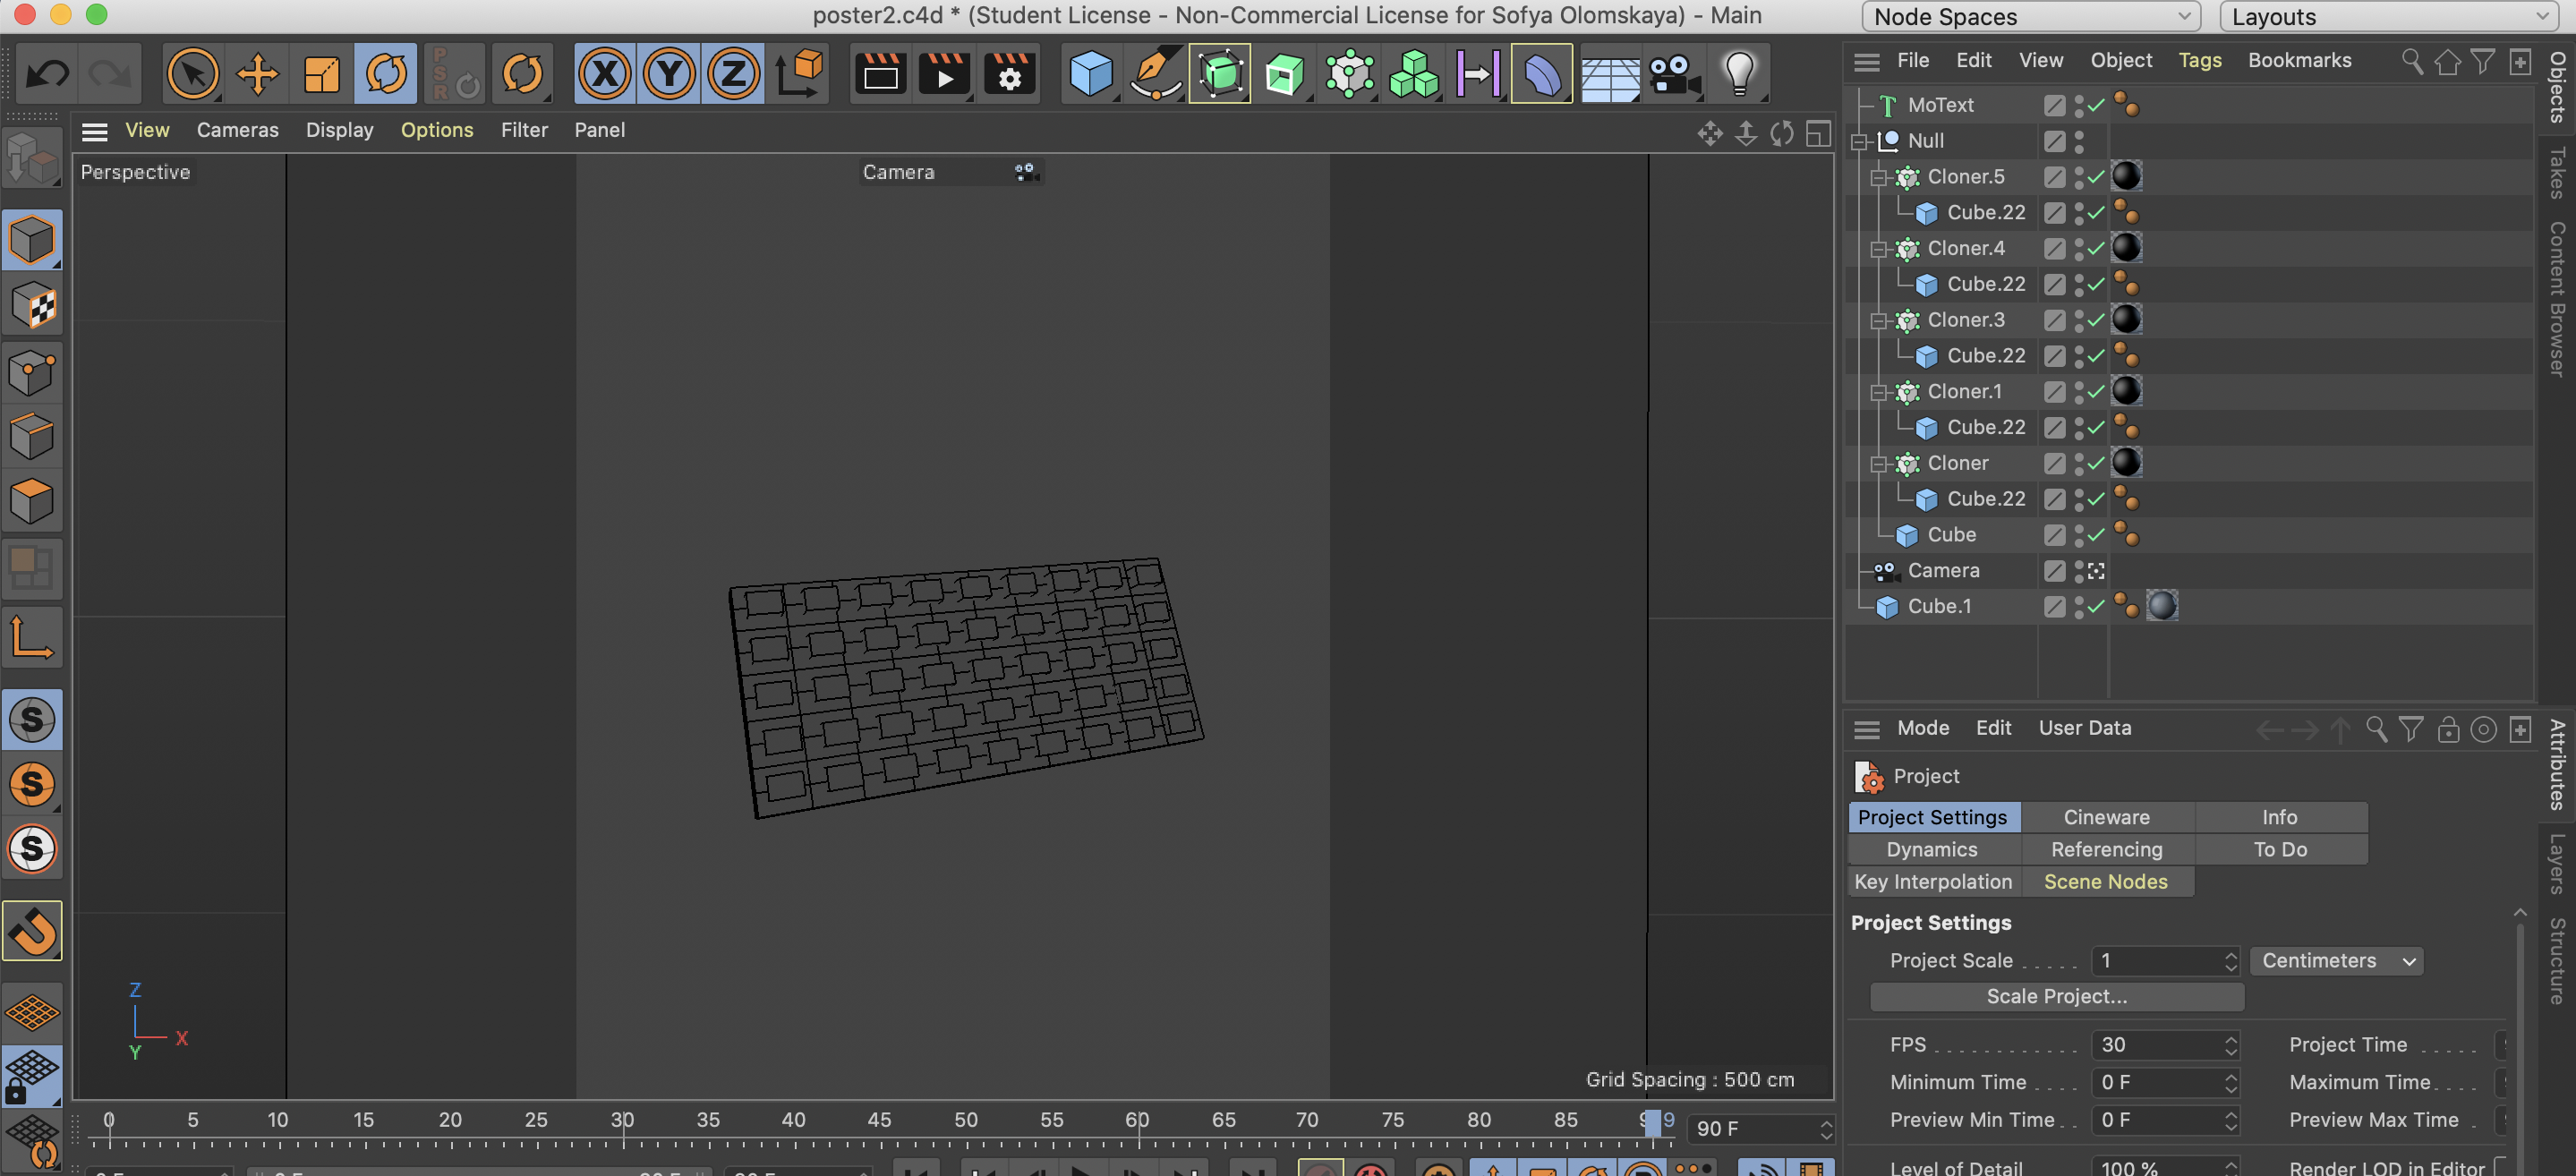 poster2.c4d * (Student License - Non-Commercial License for Sofya Olomskaya) - Main
Node Spaces
Layouts
PSR
X Y Z
File Edit View Object Tags Bookmarks
View Cameras Display Options Filter Panel
Perspective
Camera
MoText
Null
Cloner.5
Cube.22
Cloner.4
Cube.22
Cloner.3
Cube.22
Cloner.1
Cube.22
Cloner
Cube.22
Cube
Camera
Cube.1
Objects
Takes
Content Browser
S
S
S
Z
X
Y
Grid Spacing : 500 cm
Mode Edit User Data
Project
Project Settings Cineware Info
Dynamics Referencing To Do
Key Interpolation Scene Nodes
Project Settings
Project Scale 1 Centimeters
Scale Project...
FPS 30 Project Time
Minimum Time 0 F Maximum Time
Preview Min Time 0 F Preview Max Time
Level of Detail 100 % Render LOD in Editor
Attributes
Layers
Structure
0 5 10 15 20 25 30 35 40 45 50 55 60 65 70 75 80 85
90 F